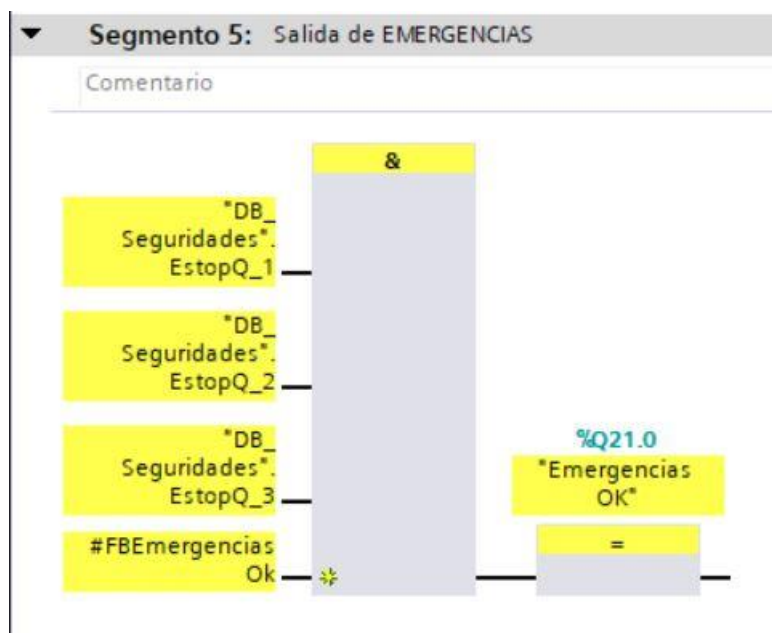 Segmento 5: Salida de EMERGENCIAS
Comentario
&
"DB_
Seguridades".
EstopQ_1
"DB_
Seguridades".
EstopQ_2
"DB_
Seguridades".
EstopQ_3
#FBEmergencias
Ok
%Q21.0
"Emergencias
OK"
=